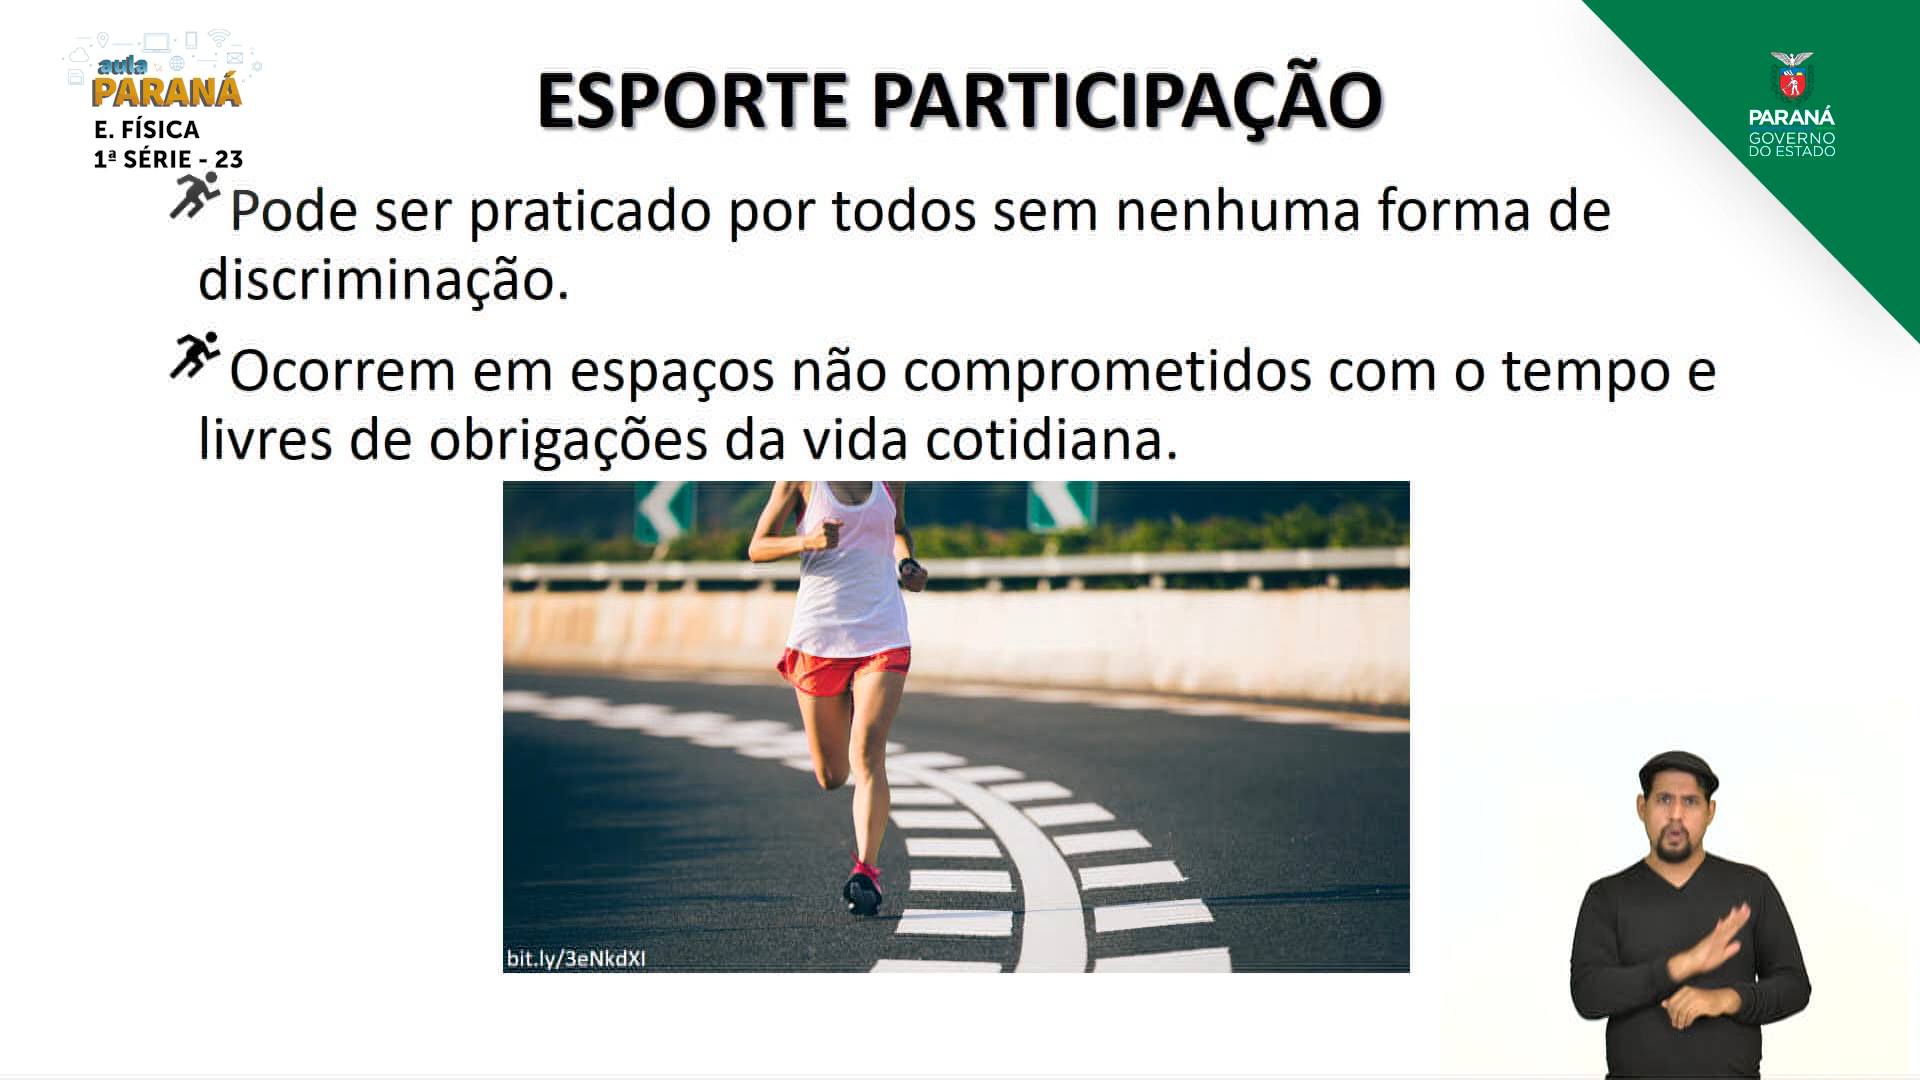 aula
PARANÁ
E. FÍSICA
1ª SÉRIE - 23
ESPORTE PARTICIPAÇÃO
PARANÁ
GOVERNO
DO ESTADO
Pode ser praticado por todos sem nenhuma forma de
discriminação.
Ocorrem em espaços não comprometidos com o tempo e
livres de obrigações da vida cotidiana.
bit.ly/3eNkdXI